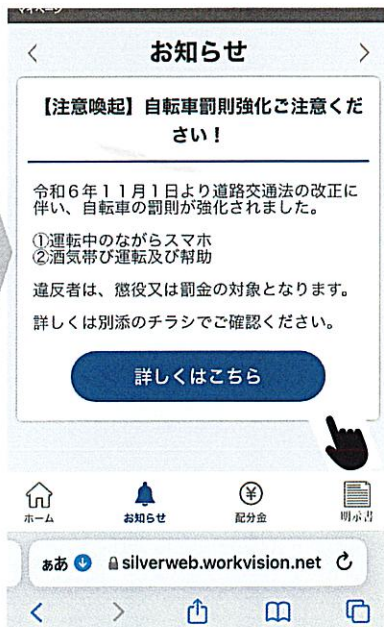 マイページ
お知らせ
【注意喚起】自転車罰則強化ご注意くだ
さい！
令和6年11月1日より道路交通法の改正に
伴い、自転車の罰則が強化されました。
①運転中のながらスマホ
②酒気帯び運転及び幇助
違反者は、懲役又は罰金の対象となります。
詳しくは別添のチラシでご確認ください。
詳しくはこちら
ホーム お知らせ 配分金 明示書
ぁあ silverweb.workvision.net